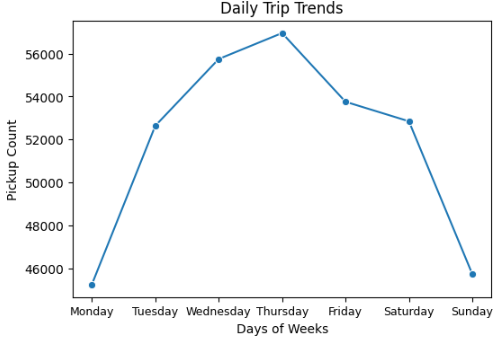 Daily Trip Trends
Pickup Count
56000
54000
52000
50000
48000
46000
Monday Tuesday Wednesday Thursday Friday Saturday Sunday
Days of Weeks